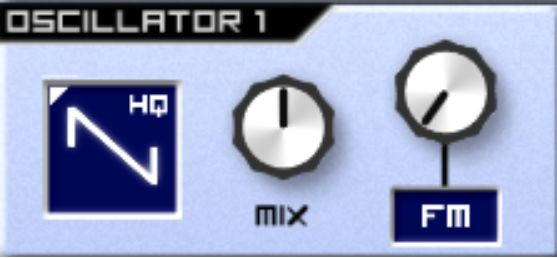 OSCILLATOR 1
HQ
MIX
FM